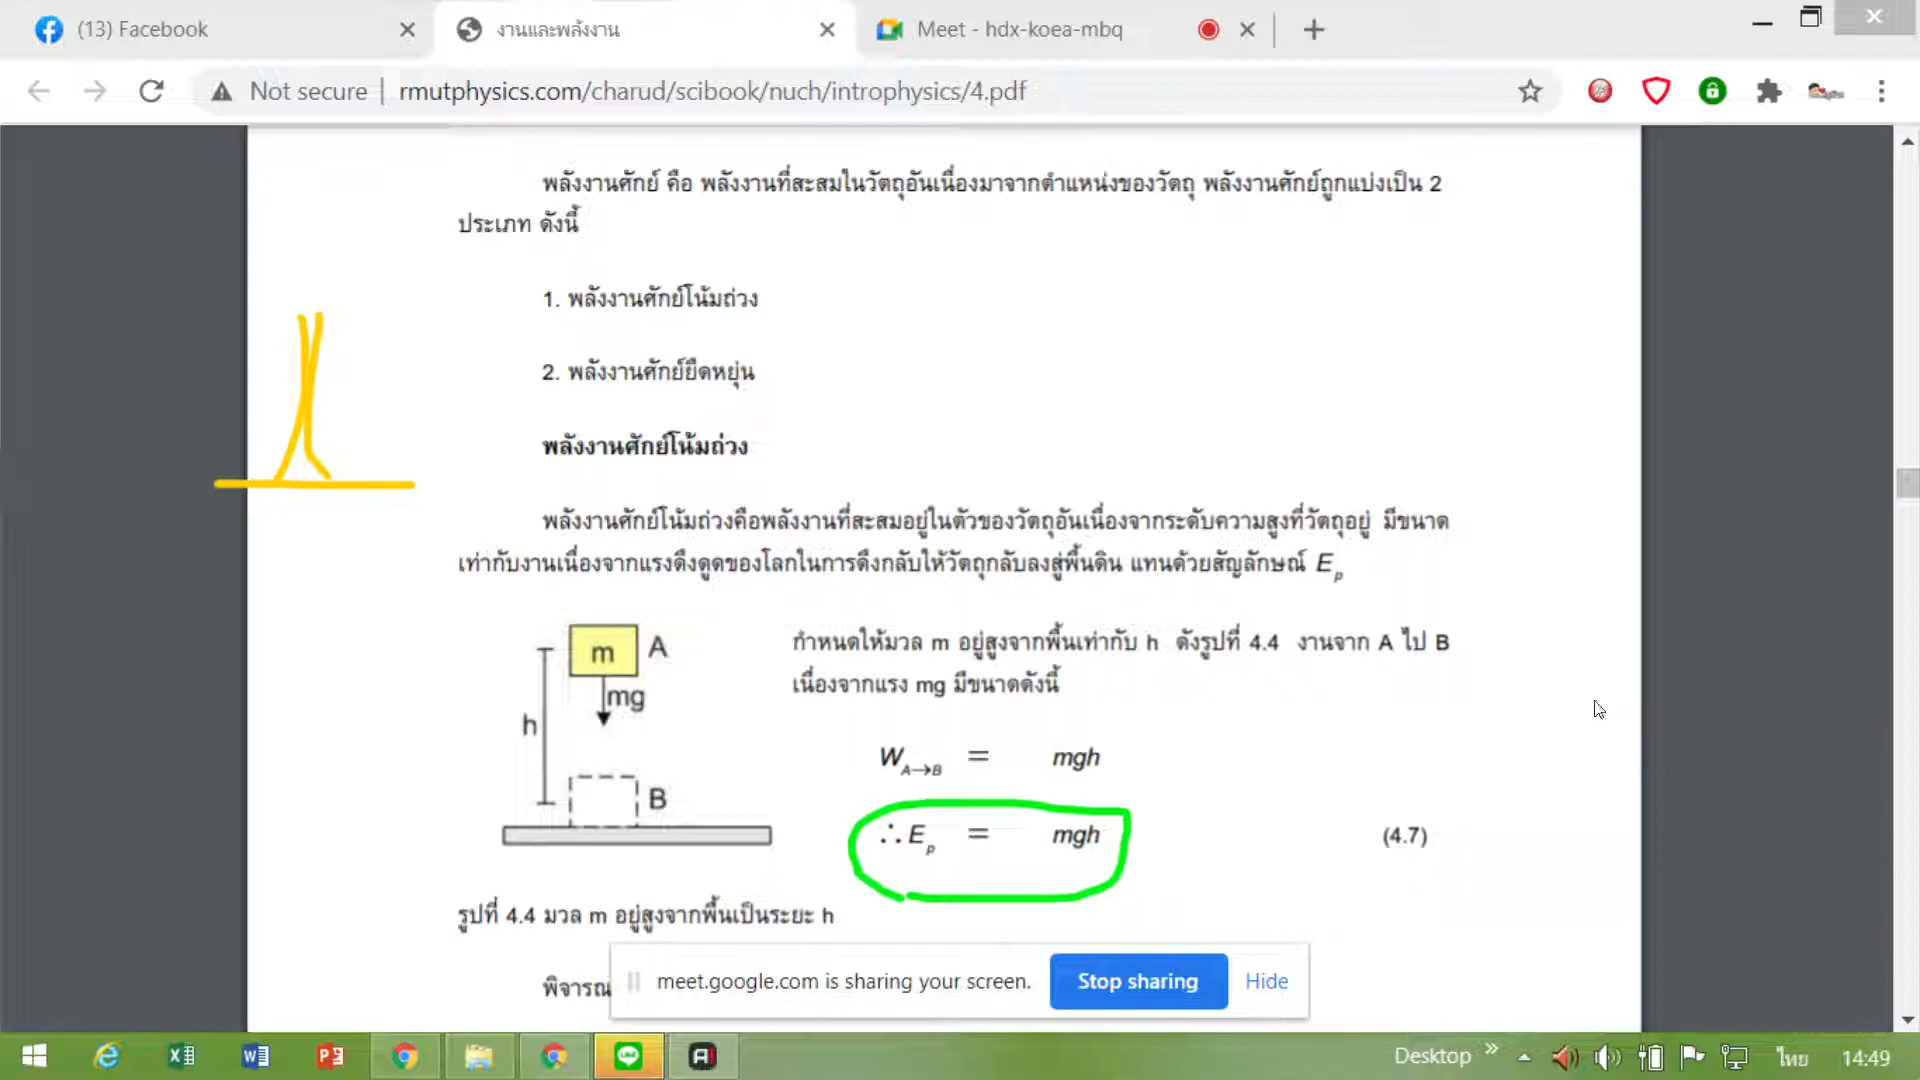 (13) Facebook
งานและพลังงาน
Meet - hdx-koea-mbq
Not secure | rmutphysics.com/charud/scibook/nuch/introphysics/4.pdf
พลังงานศักย์ คือ พลังงานที่สะสมในวัตถุอันเนื่องมาจากตำแหน่งของวัตถุ พลังงานศักย์ถูกแบ่งเป็น 2
ประเภท ดังนี้
1. พลังงานศักย์โน้มถ่วง
2. พลังงานศักย์ยืดหยุ่น
พลังงานศักย์โน้มถ่วง
พลังงานศักย์โน้มถ่วงคือพลังงานที่สะสมอยู่ในตัวของวัตถุอันเนื่องจากระดับความสูงที่วัตถุอยู่ มีขนาด
เท่ากับงานเนื่องจากแรงดึงดูดของโลกในการดึงกลับให้วัตถุกลับลงสู่พื้นดิน แทนด้วยสัญลักษณ์ Ep
m A
mg
h
B
กำหนดให้มวล m อยู่สูงจากพื้นเท่ากับ h ดังรูปที่ 4.4 งานจาก A ไป B
เนื่องจากแรง mg มีขนาดดังนี้
W A→B = mgh
∴ Ep = mgh (4.7)
รูปที่ 4.4 มวล m อยู่สูงจากพื้นเป็นระยะ h
พิจารณ
meet.google.com is sharing your screen. Stop sharing Hide
Desktop » ไทย 14:49